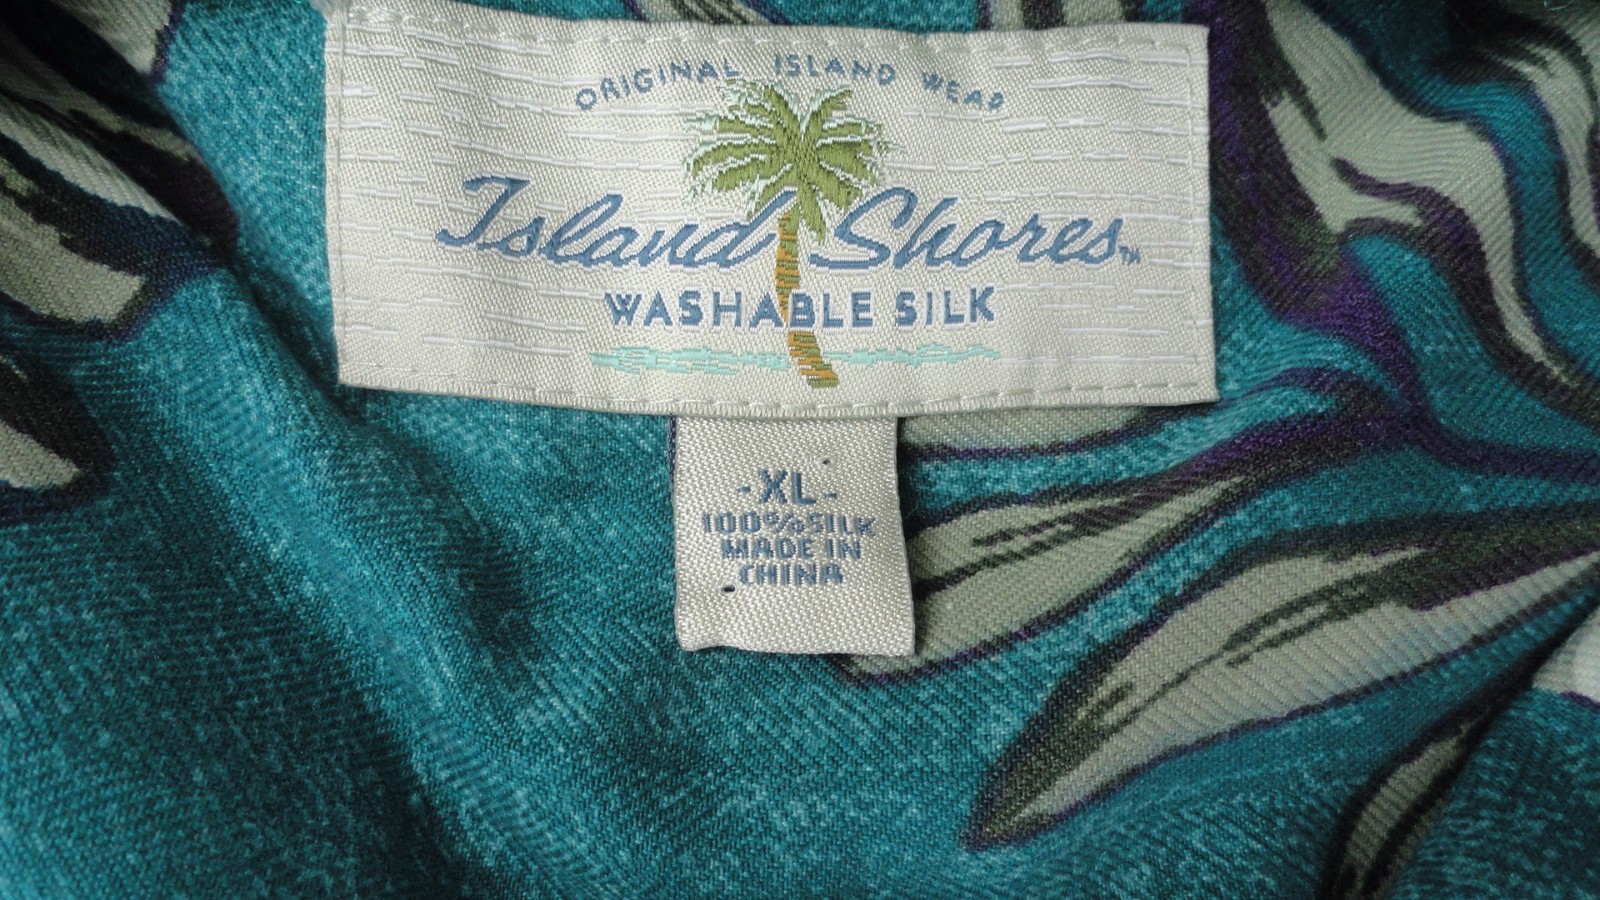 ORIGINAL ISLAND WEAR
Island Shores™
WASHABLE SILK
-XL-
100%SILK
MADE IN
CHINA